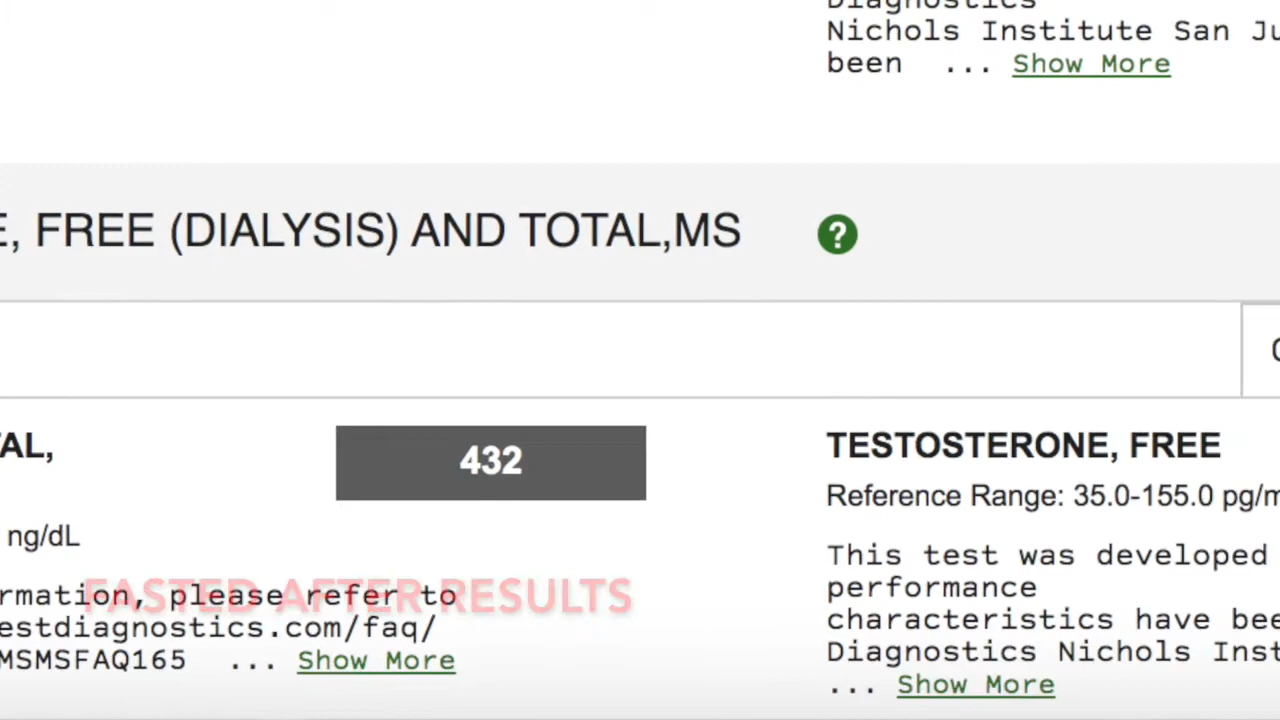 Diagnostics
Nichols Institute San Ju
been ... Show More
E, FREE (DIALYSIS) AND TOTAL,MS
?
TAL,
432
TESTOSTERONE, FREE
Reference Range: 35.0-155.0 pg/m
ng/dL
This test was developed
performance
characteristics have bee
Diagnostics Nichols Inst
... Show More
rmation, please refer to
estdiagnostics.com/faq/
MSMSFAQ165 ... Show More
FASTED AFTER RESULTS